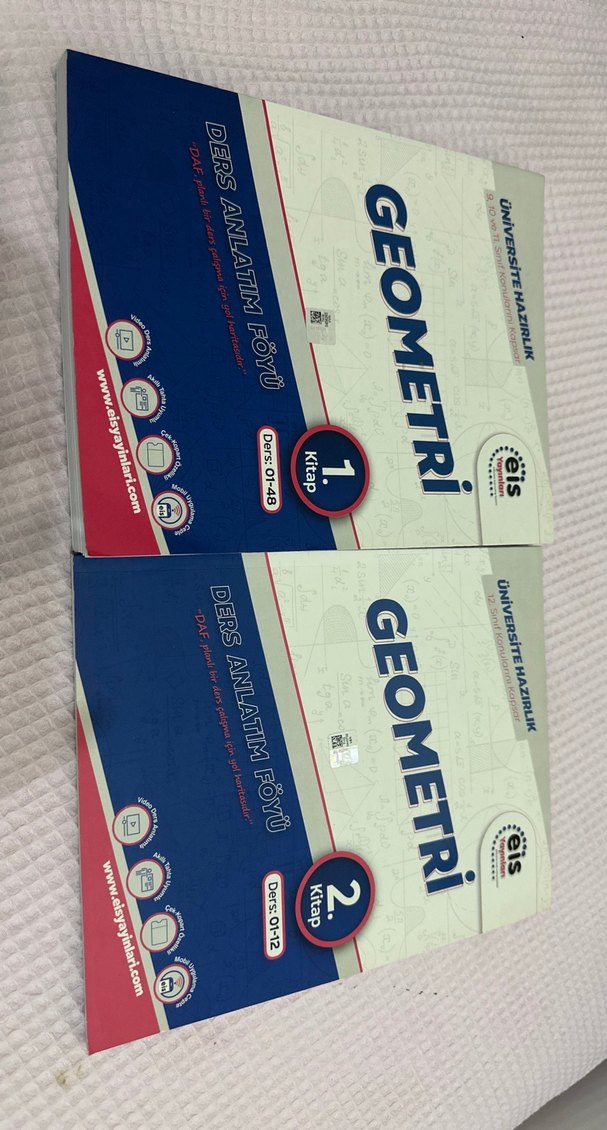 ÜNİVERSİTE HAZIRLIK
9, 10 ve 11. Sınıf Konularını Kapsar.
eis
Yayınları
GEOMETRİ
1.
Kitap
Ders: 01-48
DERS ANLATIM FÖYÜ
"DAF, planlı bir ders çalışma için yol haritasıdır."
Video Ders Anlatımlı
Akıllı Tahta Uyumlu
Çek-Kopart Özellikli
Mobil Uygulama Cepte
eis
www.eisyayinlari.com
ÜNİVERSİTE HAZIRLIK
12. Sınıf Konularını Kapsar.
eis
Yayınları
GEOMETRİ
2.
Kitap
Ders: 01-12
DERS ANLATIM FÖYÜ
"DAF, planlı bir ders çalışma için yol haritasıdır."
Video Ders Anlatımlı
Akıllı Tahta Uyumlu
Çek-Kopart Özellikli
Mobil Uygulama Cepte
eis
www.eisyayinlari.com